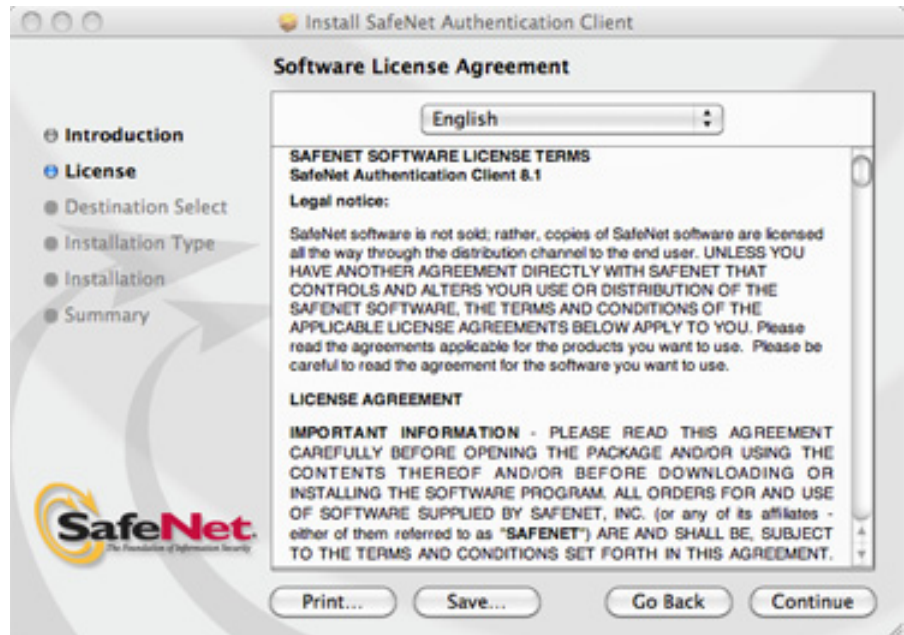 Install SafeNet Authentication Client
Software License Agreement
Introduction
License
Destination Select
Installation Type
Installation
Summary
English
SAFENET SOFTWARE LICENSE TERMS
SafeNet Authentication Client 8.1
Legal notice:
SafeNet software is not sold; rather, copies of SafeNet software are licensed
all the way through the distribution channel to the end user. UNLESS YOU
HAVE ANOTHER AGREEMENT DIRECTLY WITH SAFENET THAT
CONTROLS AND ALTERS YOUR USE OR DISTRIBUTION OF THE
SAFENET SOFTWARE, THE TERMS AND CONDITIONS OF THE
APPLICABLE LICENSE AGREEMENTS BELOW APPLY TO YOU. Please
read the agreements applicable for the products you want to use. Please be
careful to read the agreement for the software you want to use.
LICENSE AGREEMENT
IMPORTANT INFORMATION - PLEASE READ THIS AGREEMENT
CAREFULLY BEFORE OPENING THE PACKAGE AND/OR USING THE
CONTENTS THEREOF AND/OR BEFORE DOWNLOADING OR
INSTALLING THE SOFTWARE PROGRAM. ALL ORDERS FOR AND USE
OF SOFTWARE SUPPLIED BY SAFENET, INC. (or any of its affiliates -
either of them referred to as "SAFENET") ARE AND SHALL BE, SUBJECT
TO THE TERMS AND CONDITIONS SET FORTH IN THIS AGREEMENT.
SafeNet.
The Foundation of Information Security
Print...
Save...
Go Back
Continue